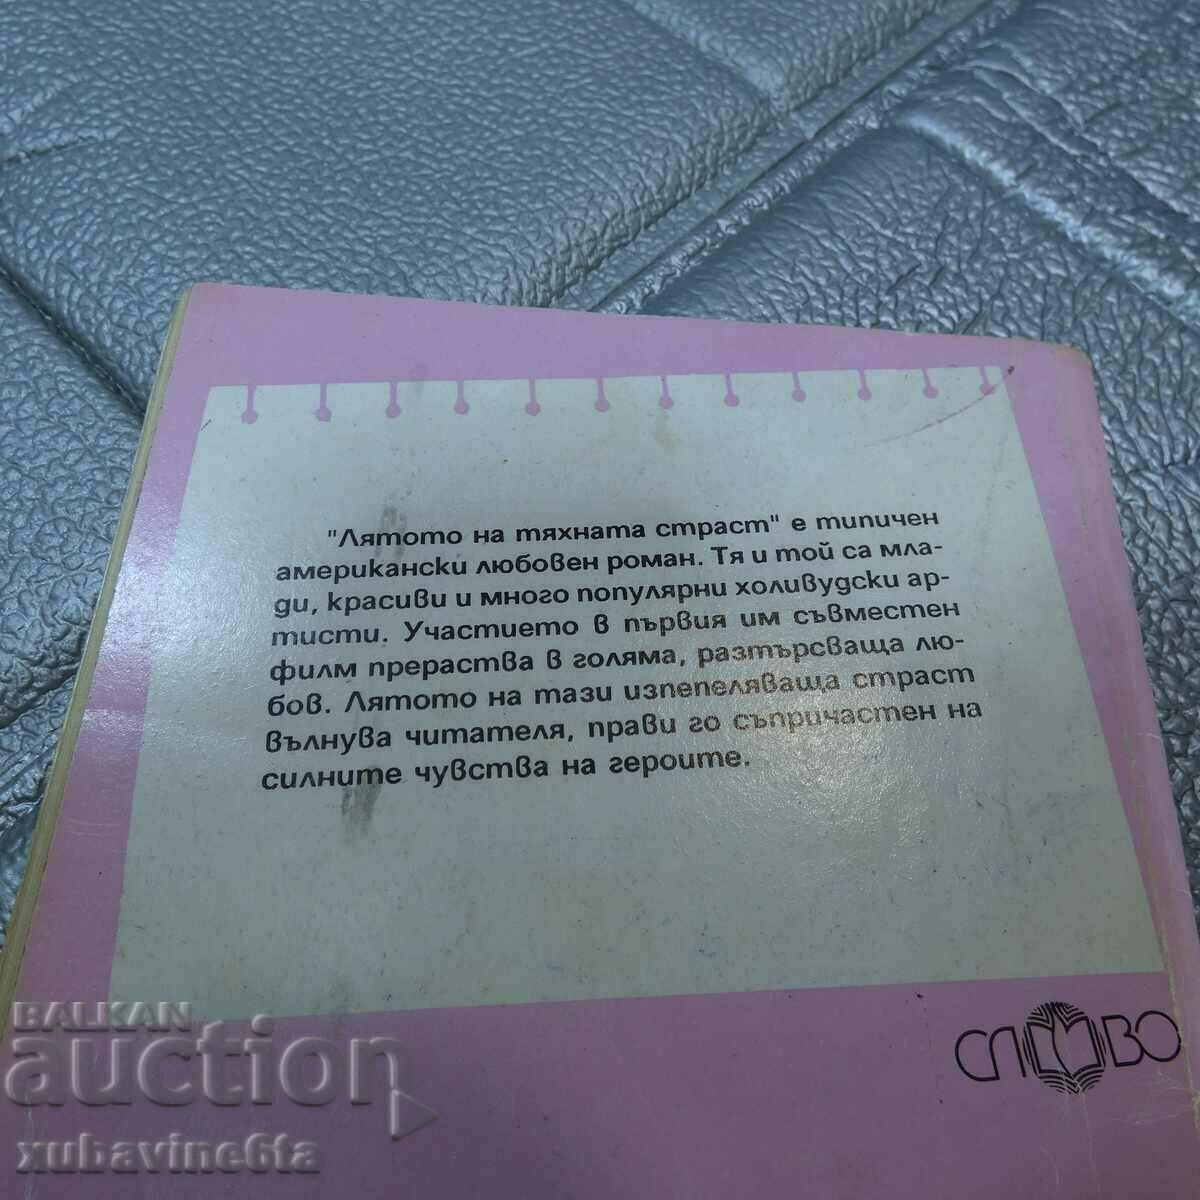 "Лятото на тяхната страст" е типичен
американски любовен роман. Тя и той са мла-
ди, красиви и много популярни холивудски ар-
тисти. Участието в първия им съвместен
филм прераства в голяма, разтърсваща лю-
бов. Лятото на тази изпепеляваща страст
вълнува читателя, прави го съпричастен на
силните чувства на героите.
СЛОВО
BALKAN
auction
xubavine6ta